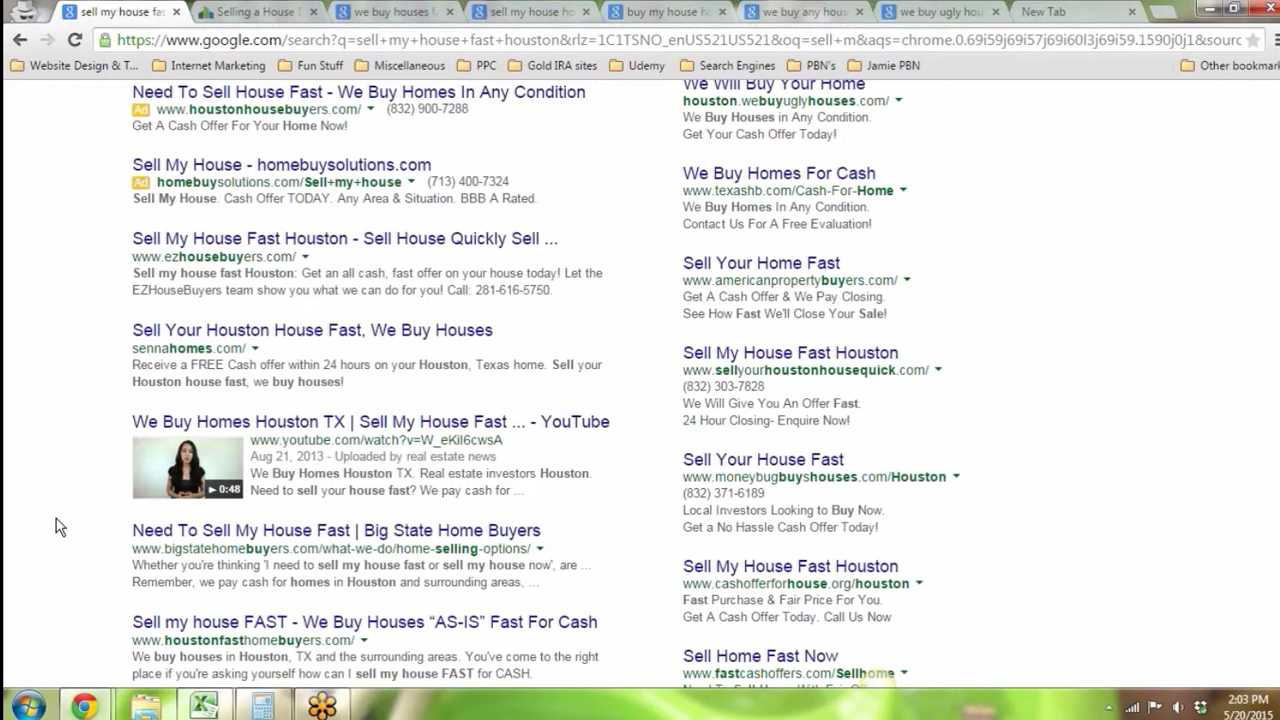 sell my house fas
Selling a House D
we buy houses f
sell my house ho
buy my house ho
we buy any hous
we buy ugly hou
New Tab
https://www.google.com/search?q=sell+my+house+fast+houston&rlz=1C1TSNO_enUS521US521&oq=sell+m&aqs=chrome.0.69i59j69i57j69i60l3j69i59.1590j0j1&sourc
Website Design & T...
Internet Marketing
Fun Stuff
Miscellaneous
PPC
Gold IRA sites
Udemy
Search Engines
PBN's
Jamie PBN
Other bookmar
Need To Sell House Fast - We Buy Homes In Any Condition
Ad www.houstonhousebuyers.com/ (832) 900-7288
Get A Cash Offer For Your Home Now!
Sell My House - homebuysolutions.com
Ad homebuysolutions.com/Sell+my+house (713) 400-7324
Sell My House. Cash Offer TODAY. Any Area & Situation. BBB A Rated.
Sell My House Fast Houston - Sell House Quickly Sell ...
www.ezhousebuyers.com/
Sell my house fast Houston: Get an all cash, fast offer on your house today! Let the
EZHouseBuyers team show you what we can do for you! Call: 281-616-5750.
Sell Your Houston House Fast, We Buy Houses
sennahomes.com/
Receive a FREE Cash offer within 24 hours on your Houston, Texas home. Sell your
Houston house fast, we buy houses!
We Buy Homes Houston TX | Sell My House Fast ... - YouTube
www.youtube.com/watch?v=W_eKil6cwsA
Aug 21, 2013 - Uploaded by real estate news
We Buy Homes Houston TX. Real estate investors Houston.
Need to sell your house fast? We pay cash for ...
0:48
Need To Sell My House Fast | Big State Home Buyers
www.bigstatehomebuyers.com/what-we-do/home-selling-options/
Whether you're thinking 'I need to sell my house fast or sell my house now', are ...
Remember, we pay cash for homes in Houston and surrounding areas, ...
Sell my house FAST - We Buy Houses “AS-IS” Fast For Cash
www.houstonfasthomebuyers.com/
We buy houses in Houston, TX and the surrounding areas. You've come to the right
place if you're asking yourself how can I sell my house FAST for CASH.
We Will Buy Your Home
houston.webuyuglyhouses.com/
We Buy Houses in Any Condition.
Get Your Cash Offer Today!
We Buy Homes For Cash
www.texashb.com/Cash-For-Home
We Buy Homes In Any Condition.
Contact Us For A Free Evaluation!
Sell Your Home Fast
www.americanpropertybuyers.com/
Get A Cash Offer & We Pay Closing.
See How Fast We'll Close Your Sale!
Sell My House Fast Houston
www.sellyourhoustonhousequick.com/
(832) 303-7828
We Will Give You An Offer Fast.
24 Hour Closing- Enquire Now!
Sell Your House Fast
www.moneybugbuyshouses.com/Houston
(832) 371-6189
Local Investors Looking to Buy Now.
Get a No Hassle Cash Offer Today!
Sell My House Fast Houston
www.cashofferforhouse.org/houston
Fast Purchase & Fair Price For You.
Get A Cash Offer Today. Call Us Now
Sell Home Fast Now
www.fastcashoffers.com/Sellhome
2:03 PM
5/20/2015